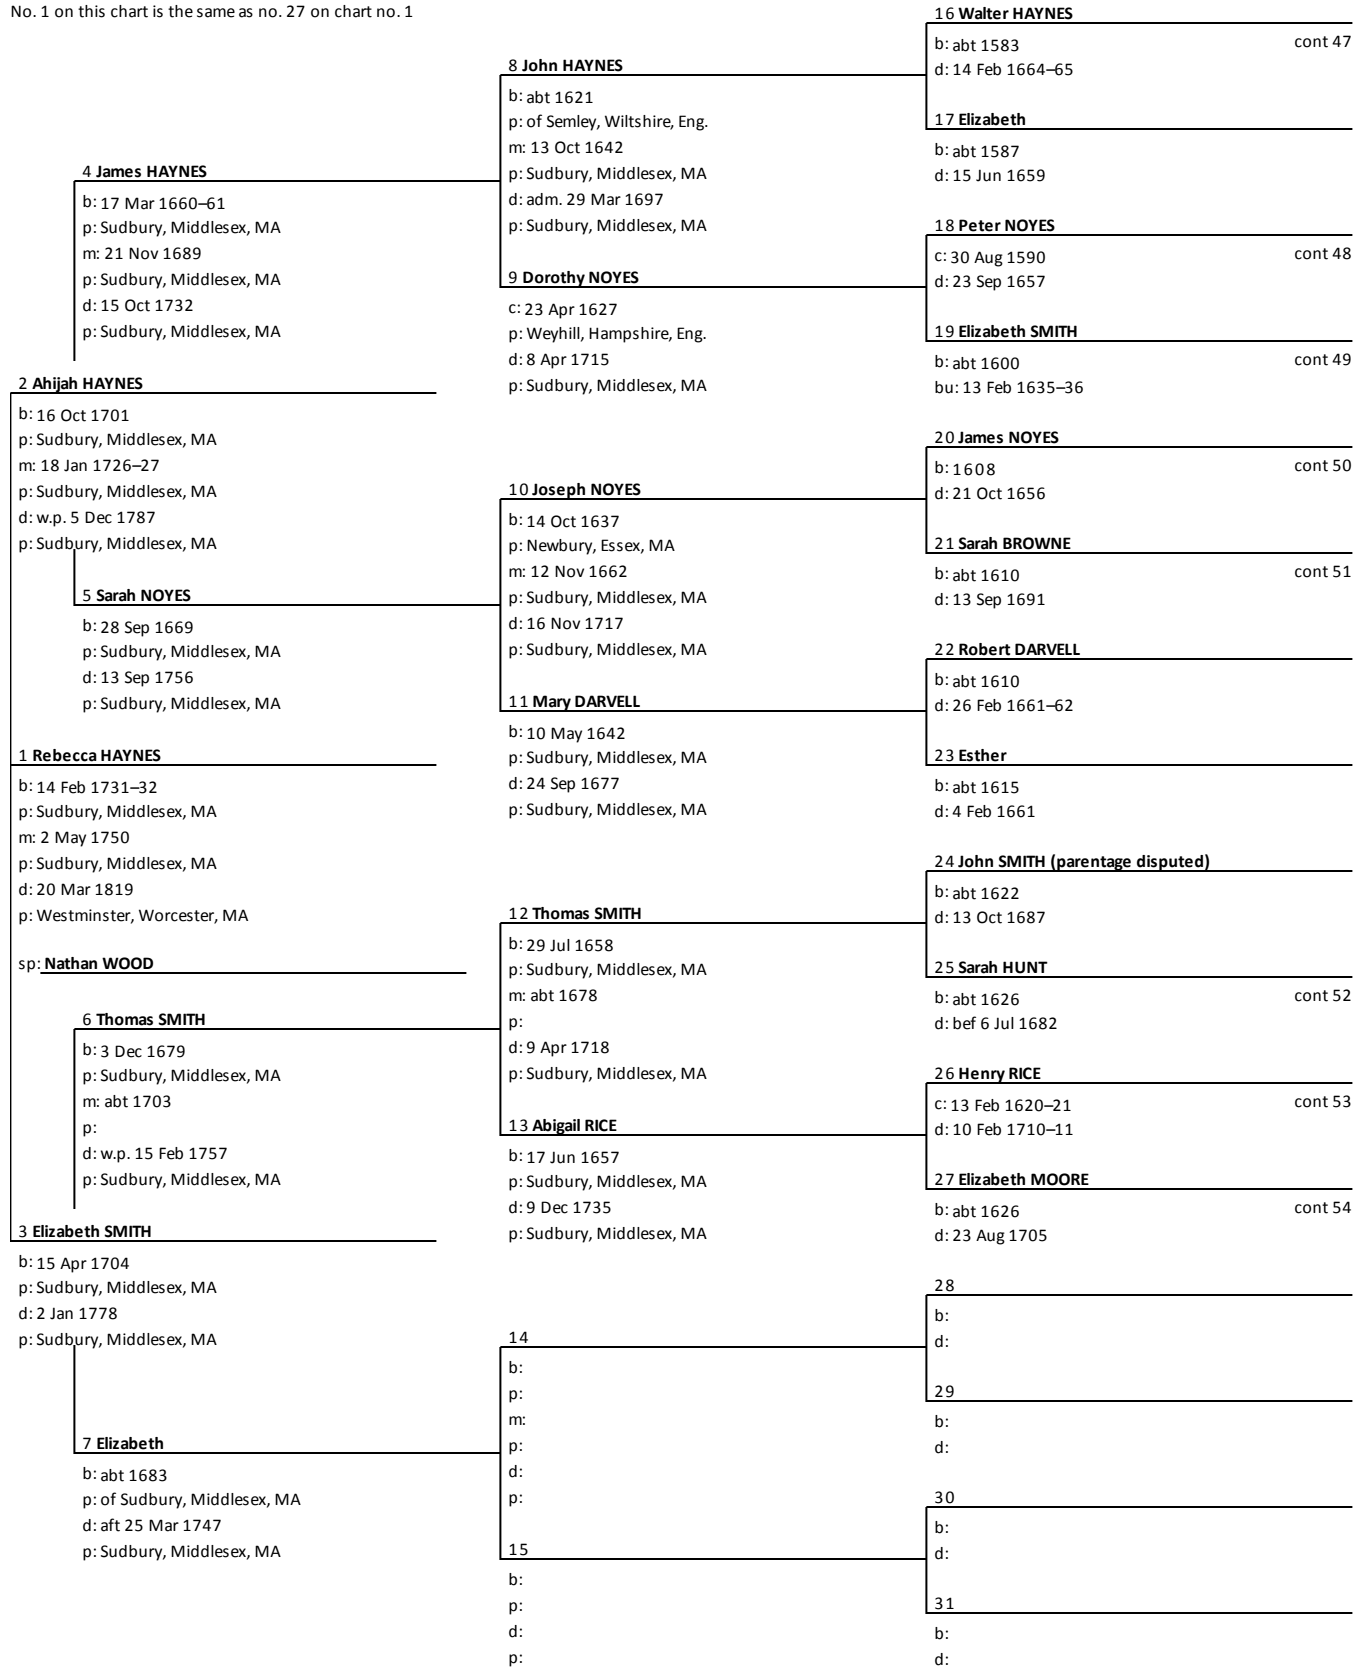 No. 1 on this chart is the same as no. 27 on chart no. 1
16 Walter HAYNES
b: abt 1583 cont 47
d: 14 Feb 1664–65
8 John HAYNES
b: abt 1621
p: of Semley, Wiltshire, Eng.
m: 13 Oct 1642
p: Sudbury, Middlesex, MA
d: adm. 29 Mar 1697
p: Sudbury, Middlesex, MA
17 Elizabeth
b: abt 1587
d: 15 Jun 1659
4 James HAYNES
b: 17 Mar 1660–61
p: Sudbury, Middlesex, MA
m: 21 Nov 1689
p: Sudbury, Middlesex, MA
d: 15 Oct 1732
p: Sudbury, Middlesex, MA
18 Peter NOYES
c: 30 Aug 1590 cont 48
d: 23 Sep 1657
9 Dorothy NOYES
c: 23 Apr 1627
p: Weyhill, Hampshire, Eng.
d: 8 Apr 1715
p: Sudbury, Middlesex, MA
19 Elizabeth SMITH
b: abt 1600 cont 49
bu: 13 Feb 1635–36
2 Ahijah HAYNES
b: 16 Oct 1701
p: Sudbury, Middlesex, MA
m: 18 Jan 1726–27
p: Sudbury, Middlesex, MA
d: w.p. 5 Dec 1787
p: Sudbury, Middlesex, MA
20 James NOYES
b: 1608 cont 50
d: 21 Oct 1656
10 Joseph NOYES
b: 14 Oct 1637
p: Newbury, Essex, MA
m: 12 Nov 1662
p: Sudbury, Middlesex, MA
d: 16 Nov 1717
p: Sudbury, Middlesex, MA
21 Sarah BROWNE
b: abt 1610 cont 51
d: 13 Sep 1691
5 Sarah NOYES
b: 28 Sep 1669
p: Sudbury, Middlesex, MA
d: 13 Sep 1756
p: Sudbury, Middlesex, MA
22 Robert DARVELL
b: abt 1610
d: 26 Feb 1661–62
11 Mary DARVELL
b: 10 May 1642
p: Sudbury, Middlesex, MA
d: 24 Sep 1677
p: Sudbury, Middlesex, MA
23 Esther
b: abt 1615
d: 4 Feb 1661
1 Rebecca HAYNES
b: 14 Feb 1731–32
p: Sudbury, Middlesex, MA
m: 2 May 1750
p: Sudbury, Middlesex, MA
d: 20 Mar 1819
p: Westminster, Worcester, MA
sp: Nathan WOOD
24 John SMITH (parentage disputed)
b: abt 1622
d: 13 Oct 1687
12 Thomas SMITH
b: 29 Jul 1658
p: Sudbury, Middlesex, MA
m: abt 1678
p:
d: 9 Apr 1718
p: Sudbury, Middlesex, MA
25 Sarah HUNT
b: abt 1626 cont 52
d: bef 6 Jul 1682
6 Thomas SMITH
b: 3 Dec 1679
p: Sudbury, Middlesex, MA
m: abt 1703
p:
d: w.p. 15 Feb 1757
p: Sudbury, Middlesex, MA
26 Henry RICE
c: 13 Feb 1620–21 cont 53
d: 10 Feb 1710–11
13 Abigail RICE
b: 17 Jun 1657
p: Sudbury, Middlesex, MA
d: 9 Dec 1735
p: Sudbury, Middlesex, MA
27 Elizabeth MOORE
b: abt 1626 cont 54
d: 23 Aug 1705
3 Elizabeth SMITH
b: 15 Apr 1704
p: Sudbury, Middlesex, MA
d: 2 Jan 1778
p: Sudbury, Middlesex, MA
28
b:
d:
14
b:
p:
m:
p:
d:
p:
29
b:
d:
7 Elizabeth
b: abt 1683
p: of Sudbury, Middlesex, MA
d: aft 25 Mar 1747
p: Sudbury, Middlesex, MA
30
b:
d:
15
b:
p:
d:
p:
31
b:
d: